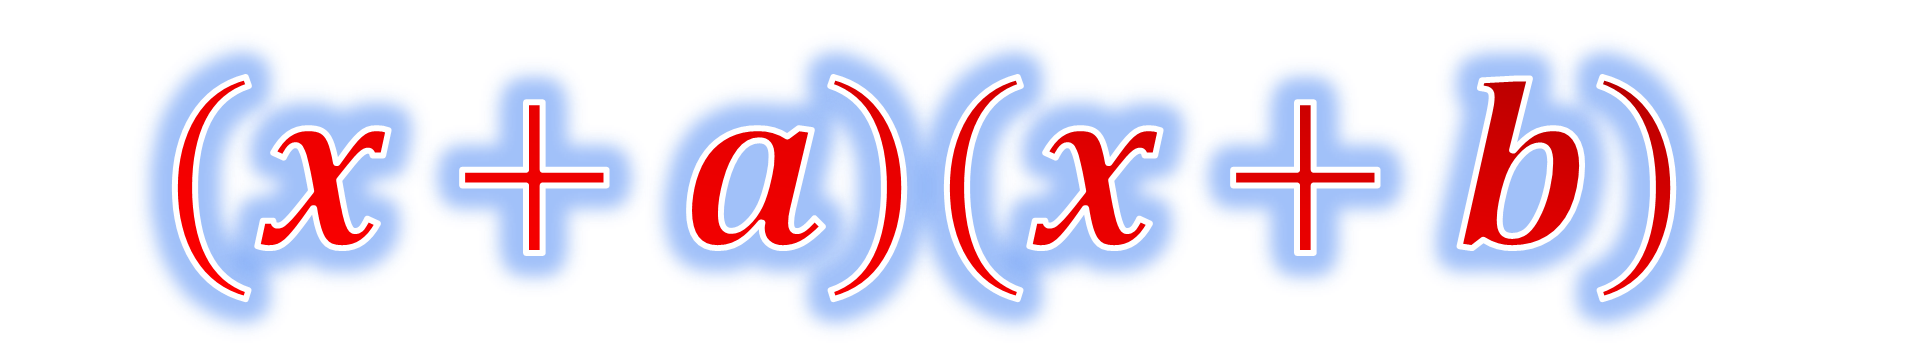 (x + a)(x + b)